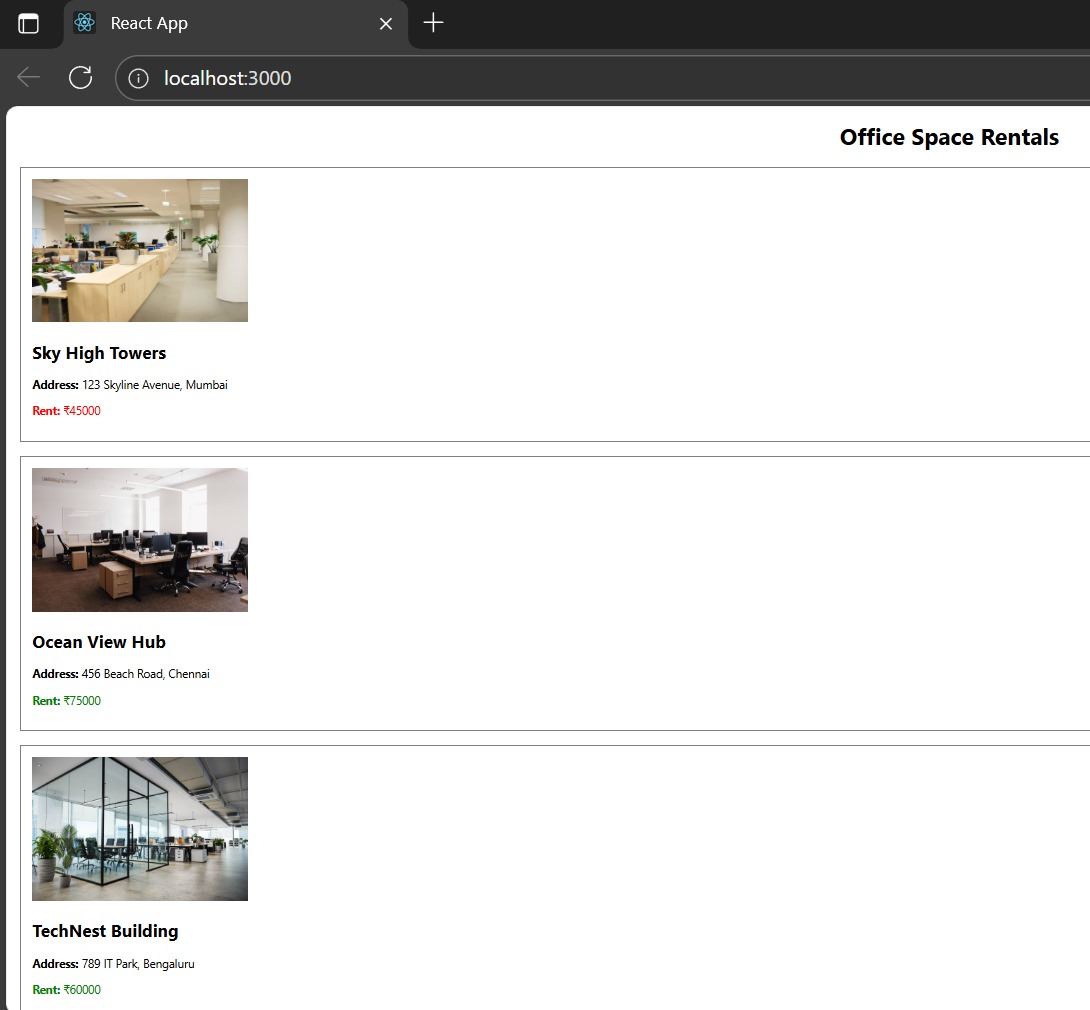 React App
localhost:3000
Office Space Rentals
Sky High Towers
Address: 123 Skyline Avenue, Mumbai
Rent: ₹45000
Ocean View Hub
Address: 456 Beach Road, Chennai
Rent: ₹75000
TechNest Building
Address: 789 IT Park, Bengaluru
Rent: ₹60000